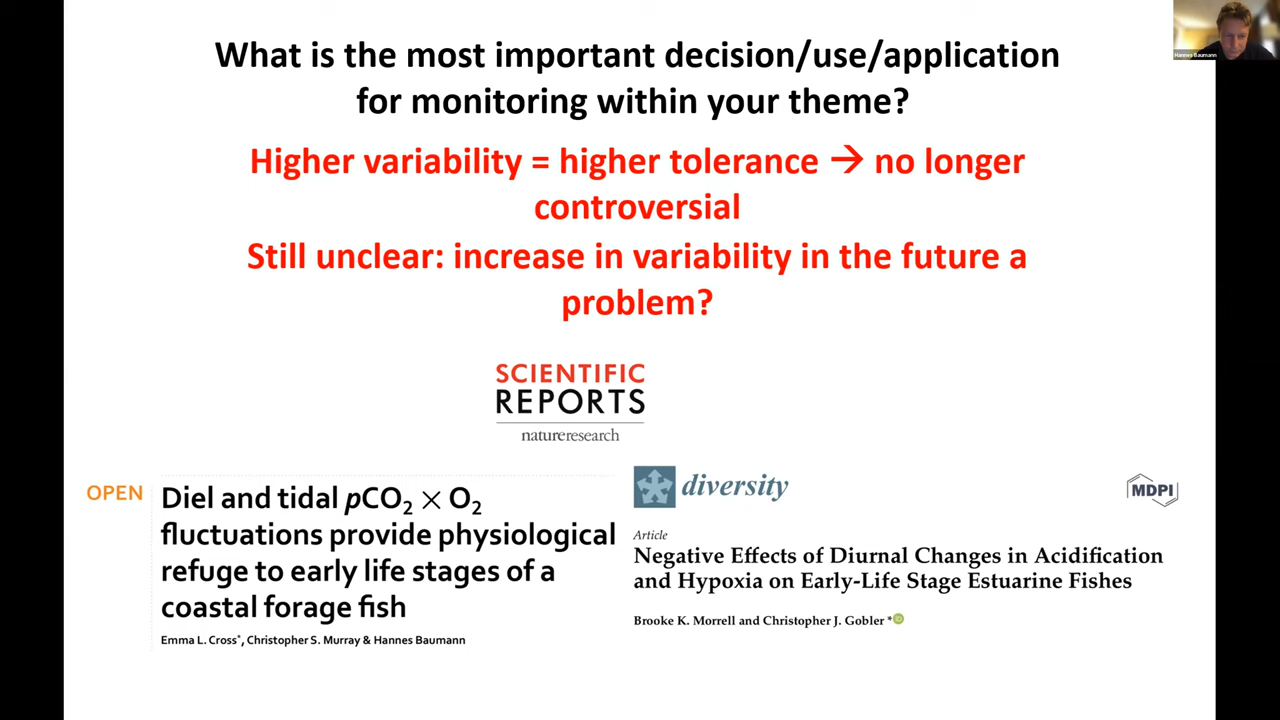 What is the most important decision/use/application
for monitoring within your theme?
Higher variability = higher tolerance → no longer
controversial
Still unclear: increase in variability in the future a
problem?
SCIENTIFIC
REPORTS
natureresearch
OPEN
Diel and tidal pCO₂ × O₂
fluctuations provide physiological
refuge to early life stages of a
coastal forage fish
Emma L. Cross*, Christopher S. Murray & Hannes Baumann
diversity
MDPI
Article
Negative Effects of Diurnal Changes in Acidification
and Hypoxia on Early-Life Stage Estuarine Fishes
Brooke K. Morrell and Christopher J. Gobler *
iD
Hannes Baumann